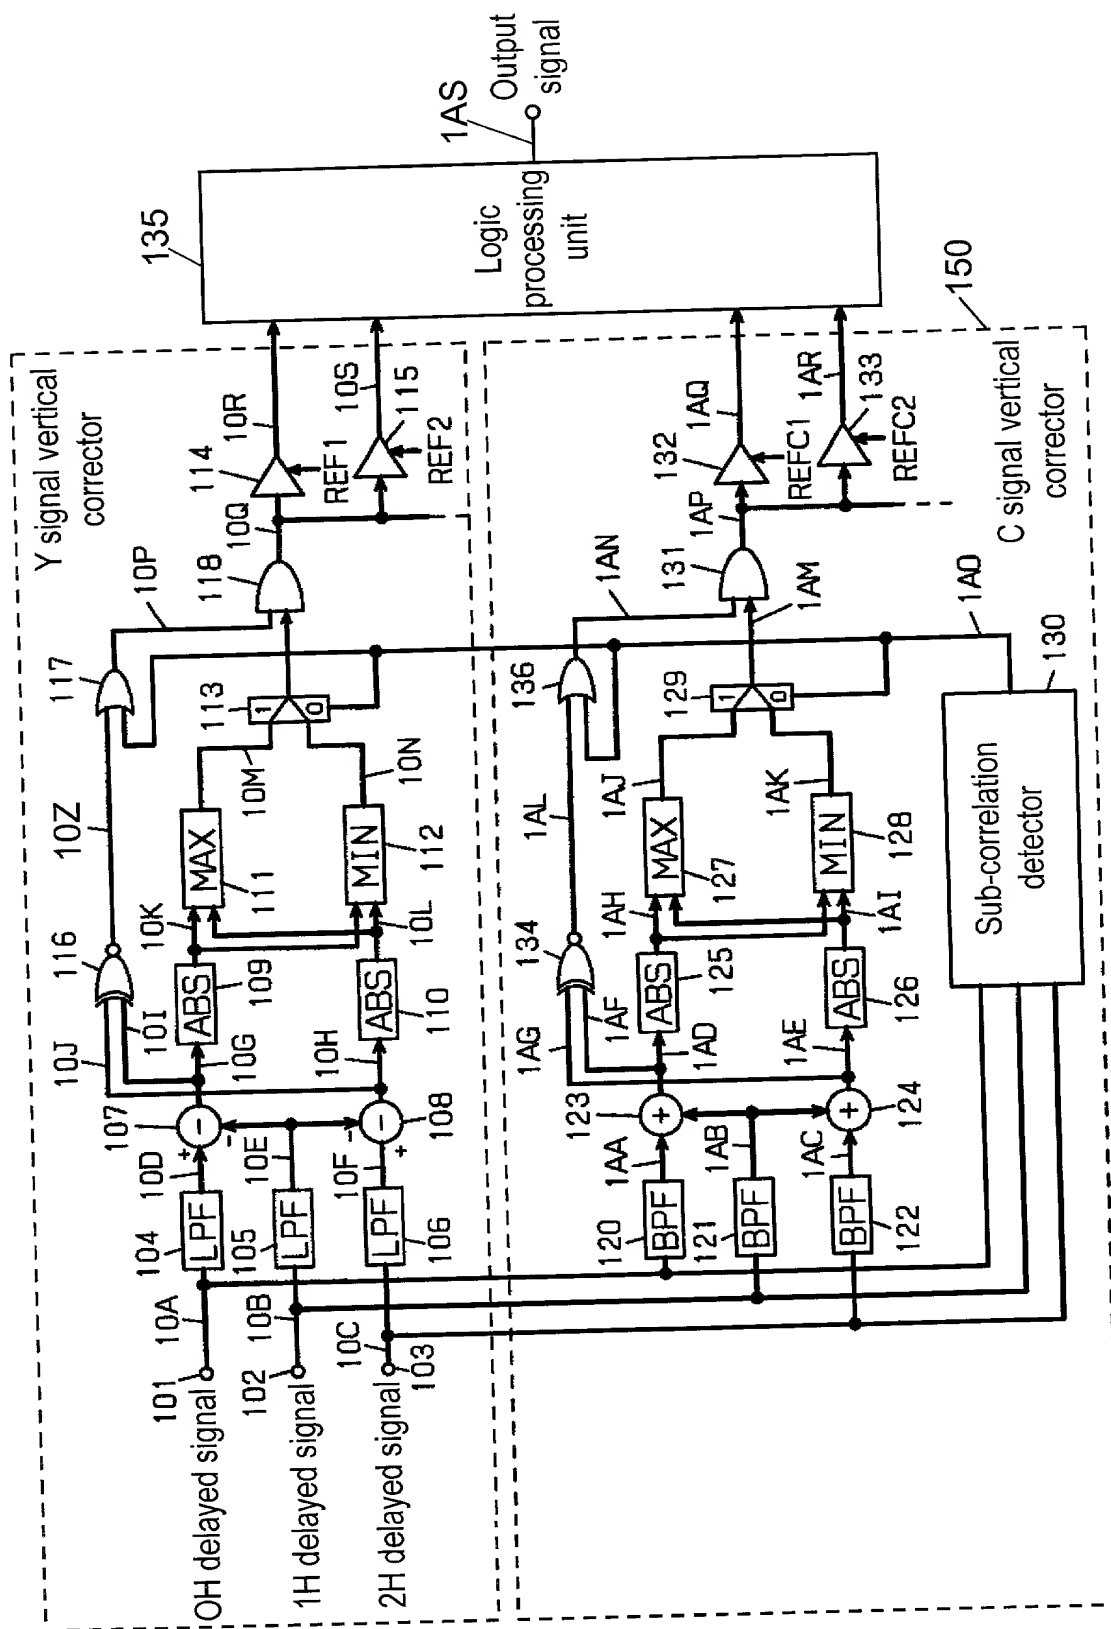 Y signal vertical
corrector
OH delayed signal
101
10A
104
LPF
10D
+
107
-
-
10J
10I
10G
116
ABS
109
10K
10Z
MAX
111
10M
117
10P
113
1
0
118
10Q
114
10R
REF1
10S
115
REF2
1H delayed signal
102
10B
105
LPF
10E
2H delayed signal
103
10C
106
LPF
10F
-
+
-
108
10H
ABS
110
10L
MIN
112
10N
135
Logic
processing
unit
1AS
Output
signal
120
BPF
1AA
123
+
1AG
1AF
1AD
134
ABS
125
1AH
1AL
MAX
127
1AJ
136
1AN
129
1
0
131
1AM
1AP
132
1AQ
REFC1
1AR
133
REFC2
121
BPF
1AB
122
BPF
1AC
+
124
1AE
ABS
126
1AI
MIN
128
1AK
1AO
130
Sub-correlation
detector
C signal vertical
corrector
150